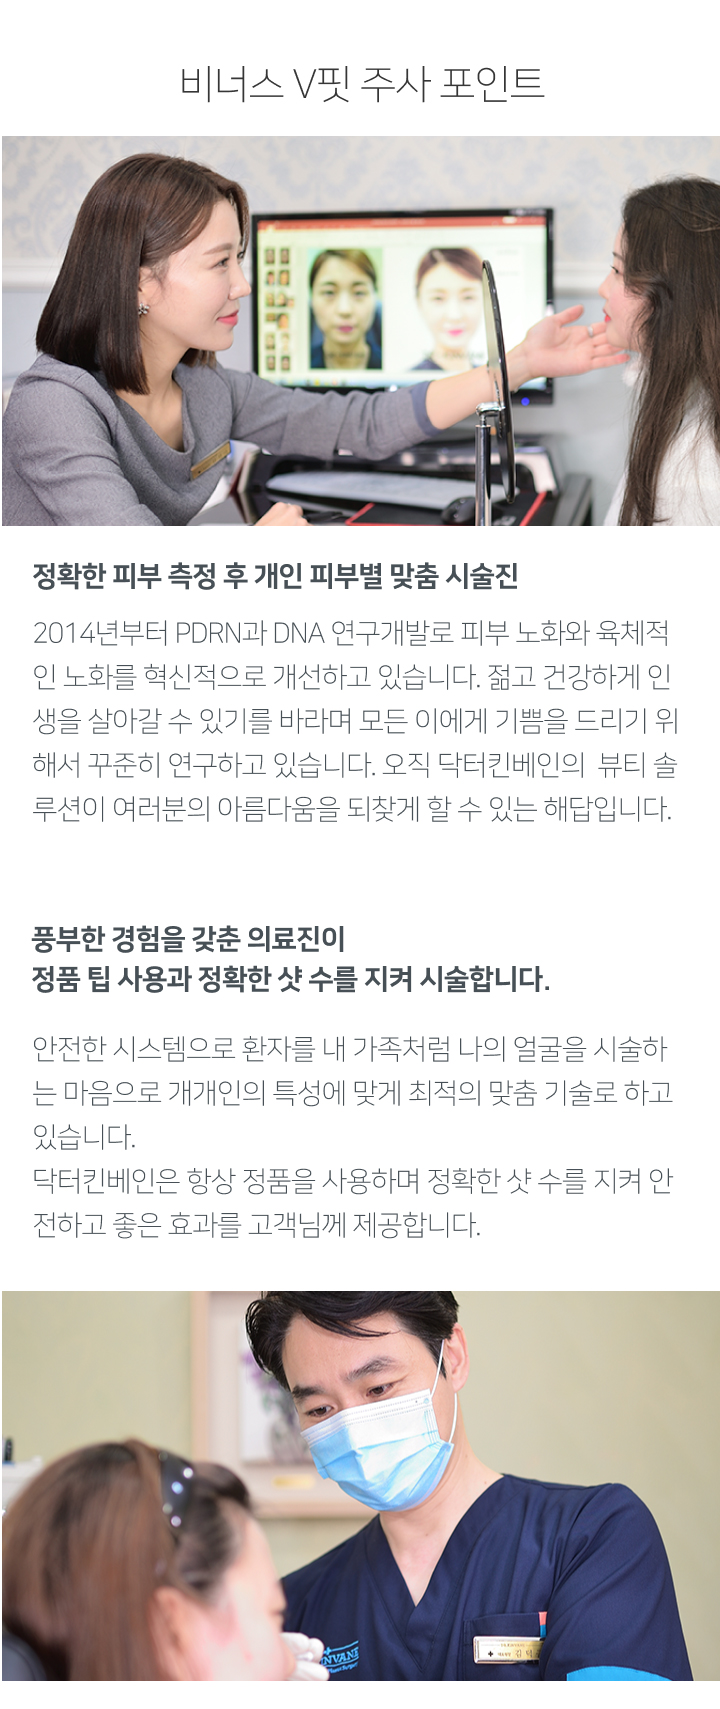 비너스 V핏 주사 포인트
정확한 피부 측정 후 개인 피부별 맞춤 시술진
2014년부터 PDRN과 DNA 연구개발로 피부 노화와 육체적
인 노화를 혁신적으로 개선하고 있습니다. 젊고 건강하게 인
생을 살아갈 수 있기를 바라며 모든 이에게 기쁨을 드리기 위
해서 꾸준히 연구하고 있습니다. 오직 닥터킨베인의 뷰티 솔
루션이 여러분의 아름다움을 되찾게 할 수 있는 해답입니다.
풍부한 경험을 갖춘 의료진이
정품 팁 사용과 정확한 샷 수를 지켜 시술합니다.
안전한 시스템으로 환자를 내 가족처럼 나의 얼굴을 시술하
는 마음으로 개개인의 특성에 맞게 최적의 맞춤 기술로 하고
있습니다.
닥터킨베인은 항상 정품을 사용하며 정확한 샷 수를 지켜 안
전하고 좋은 효과를 고객님께 제공합니다.